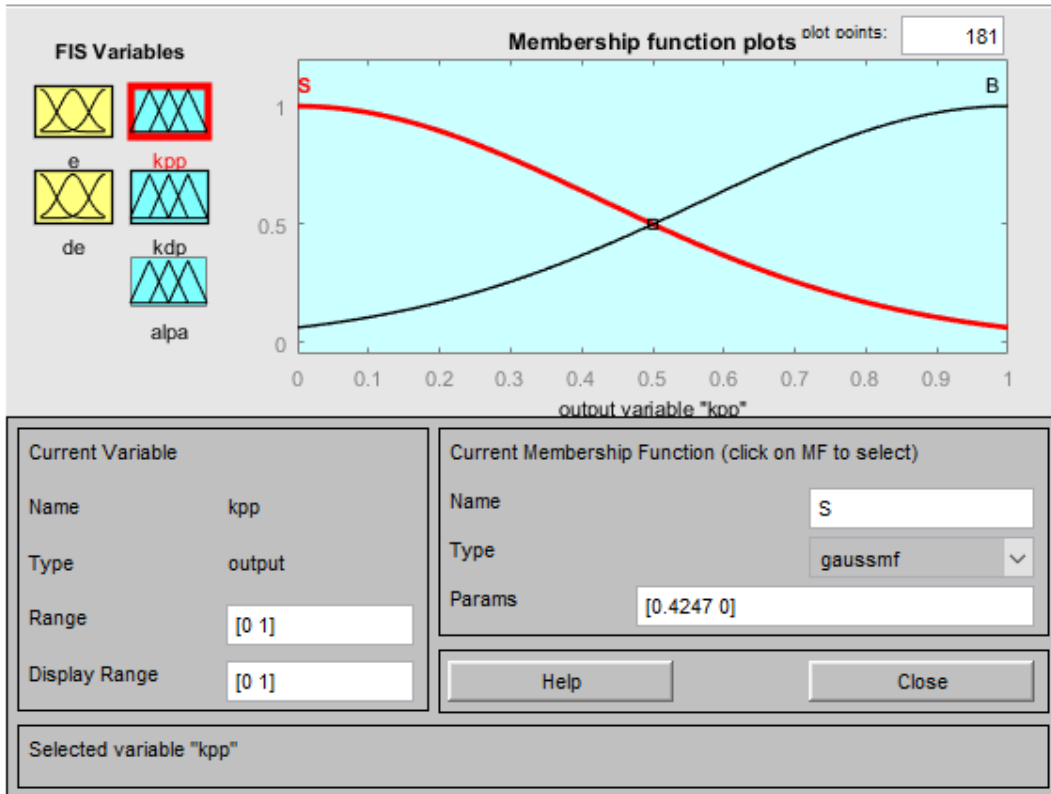 FIS Variables
Membership function plots
plot points:
181
e
kpp
de
kdp
alpa
S
B
1
0.5
0
0 0.1 0.2 0.3 0.4 0.5 0.6 0.7 0.8 0.9 1
output variable "kpp"
Current Variable
Name kpp
Type output
Range [0 1]
Display Range [0 1]
Current Membership Function (click on MF to select)
Name S
Type gaussmf
Params [0.4247 0]
Help Close
Selected variable "kpp"